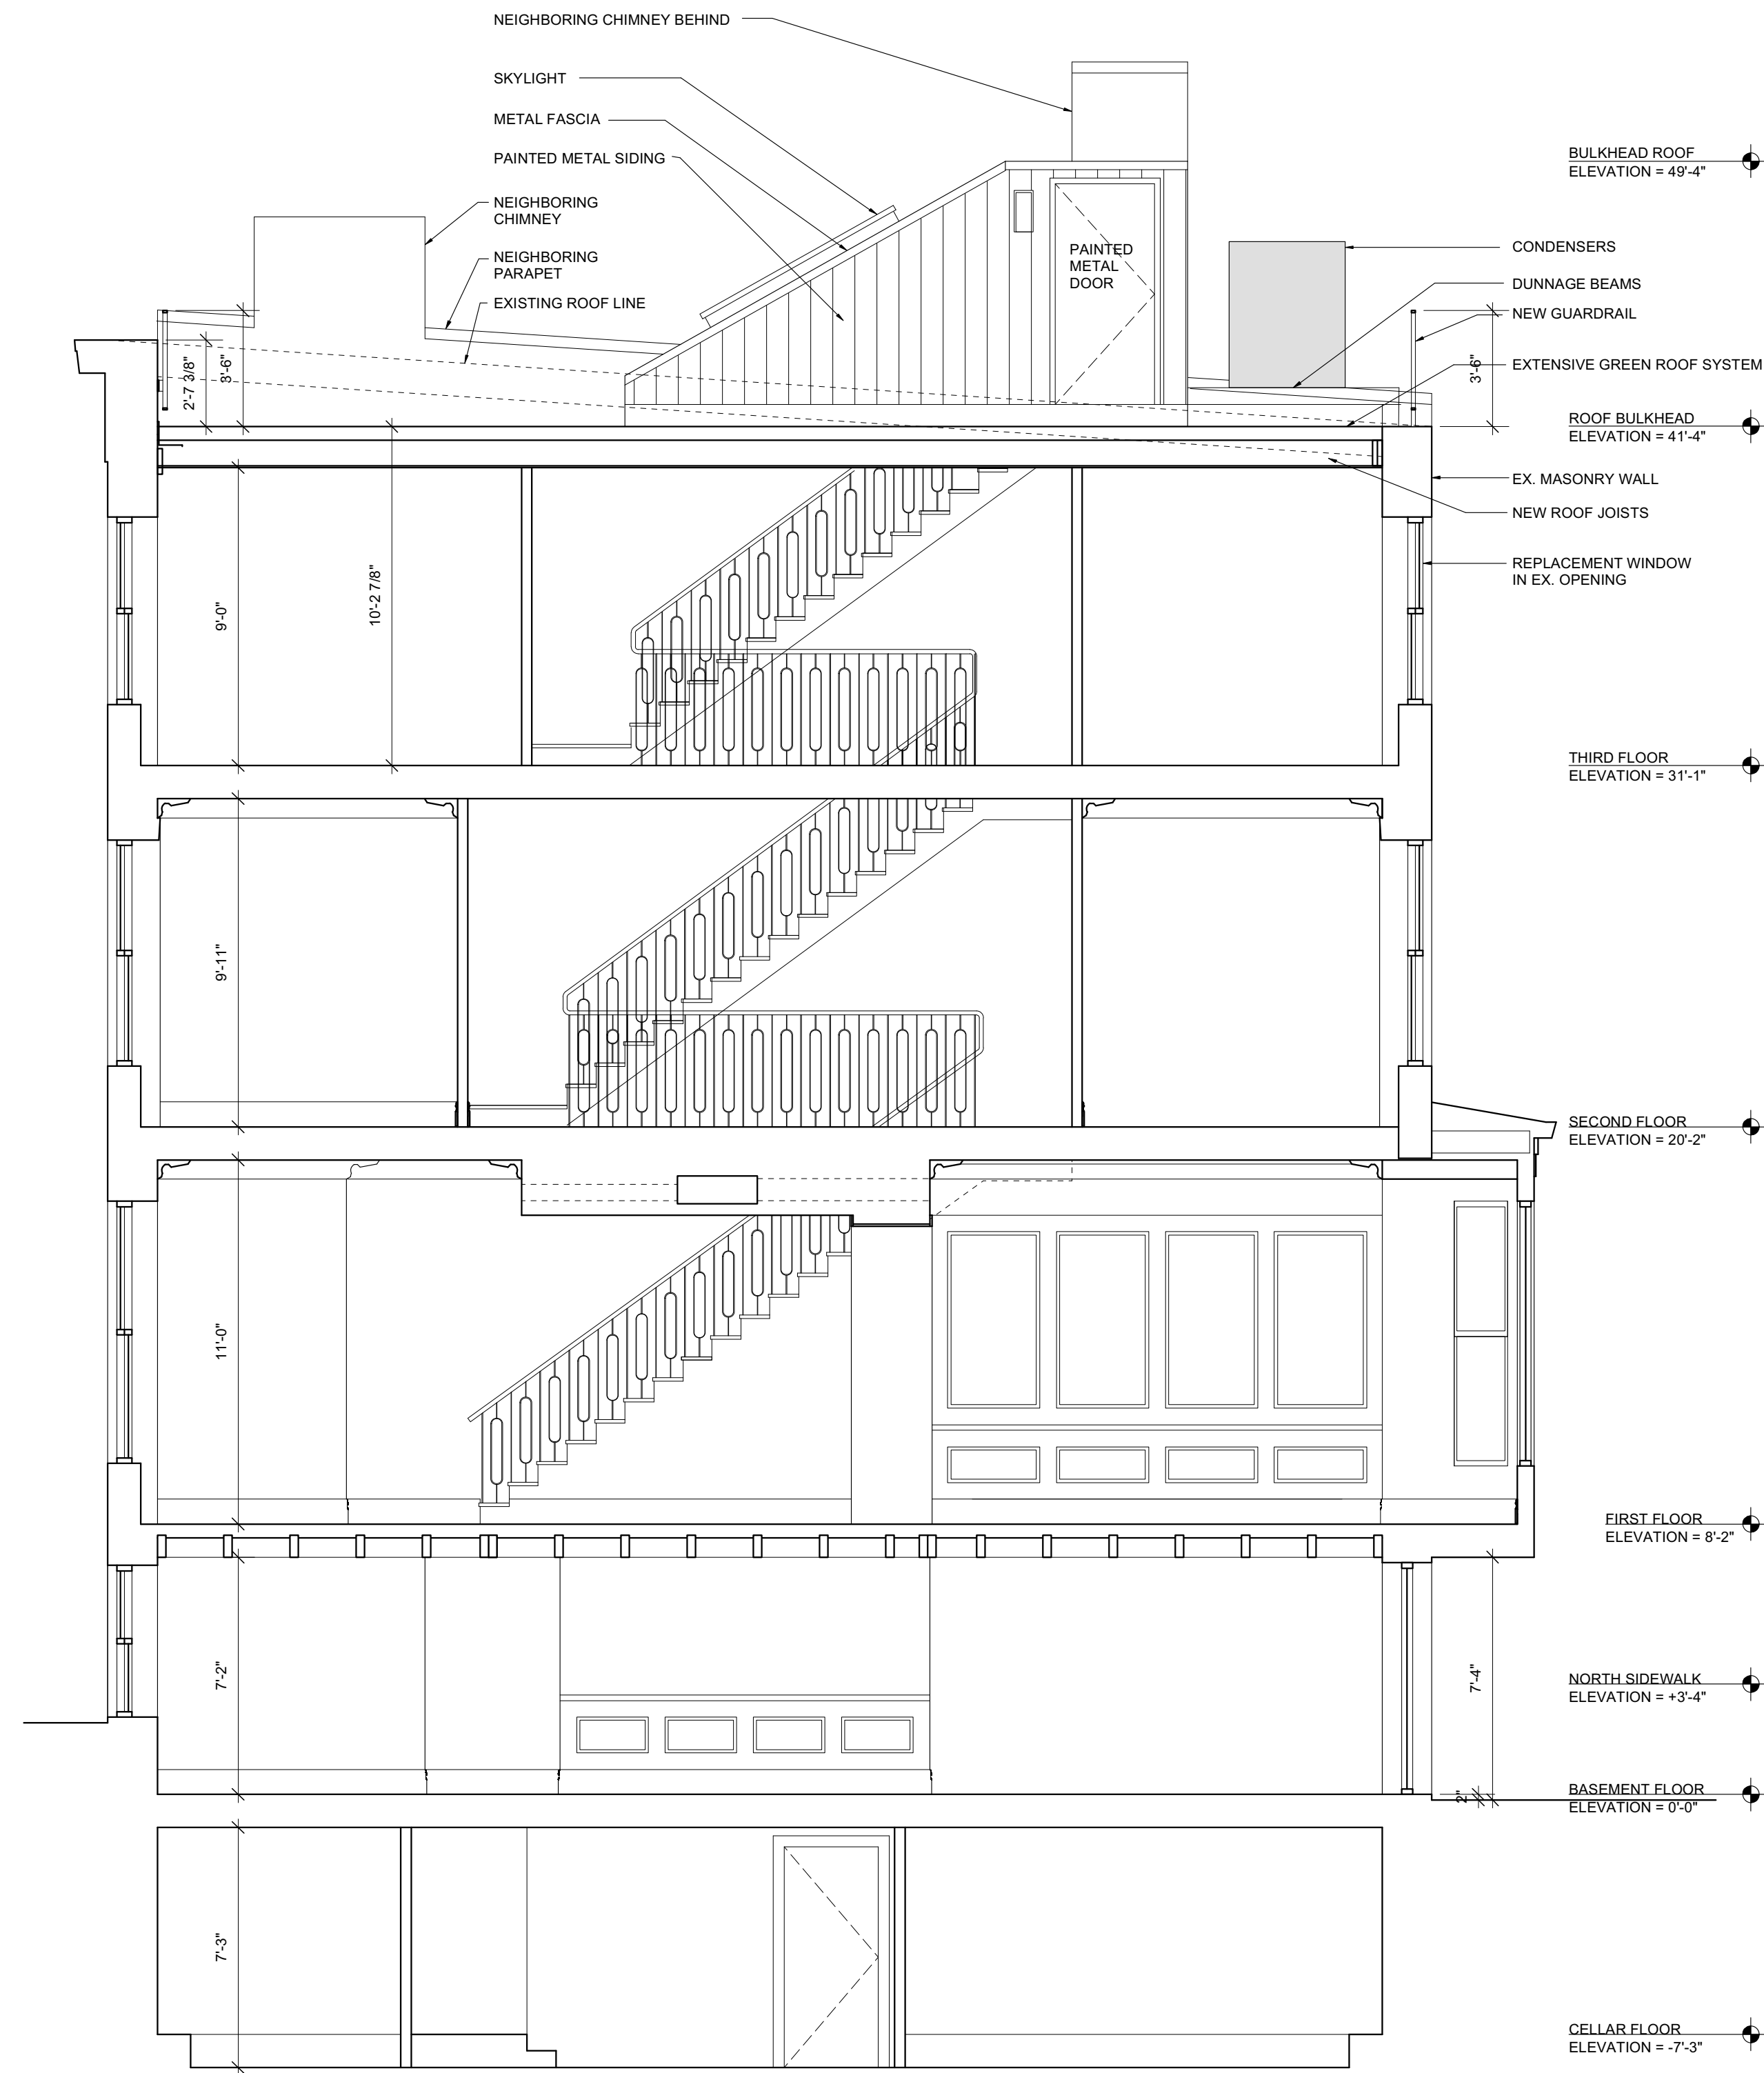 NEIGHBORING CHIMNEY BEHIND
SKYLIGHT
METAL FASCIA
PAINTED METAL SIDING
NEIGHBORING
CHIMNEY
NEIGHBORING
PARAPET
EXISTING ROOF LINE
PAINTED
METAL
DOOR
BULKHEAD ROOF
ELEVATION = 49'-4"
CONDENSERS
DUNNAGE BEAMS
NEW GUARDRAIL
EXTENSIVE GREEN ROOF SYSTEM
ROOF BULKHEAD
ELEVATION = 41'-4"
EX. MASONRY WALL
NEW ROOF JOISTS
REPLACEMENT WINDOW
IN EX. OPENING
2'-7 3/8"
3'-6"
3'-6"
9'-0"
10'-2 7/8"
THIRD FLOOR
ELEVATION = 31'-1"
9'-11"
SECOND FLOOR
ELEVATION = 20'-2"
11'-0"
FIRST FLOOR
ELEVATION = 8'-2"
7'-2"
7'-4"
NORTH SIDEWALK
ELEVATION = +3'-4"
2"
BASEMENT FLOOR
ELEVATION = 0'-0"
7'-3"
CELLAR FLOOR
ELEVATION = -7'-3"